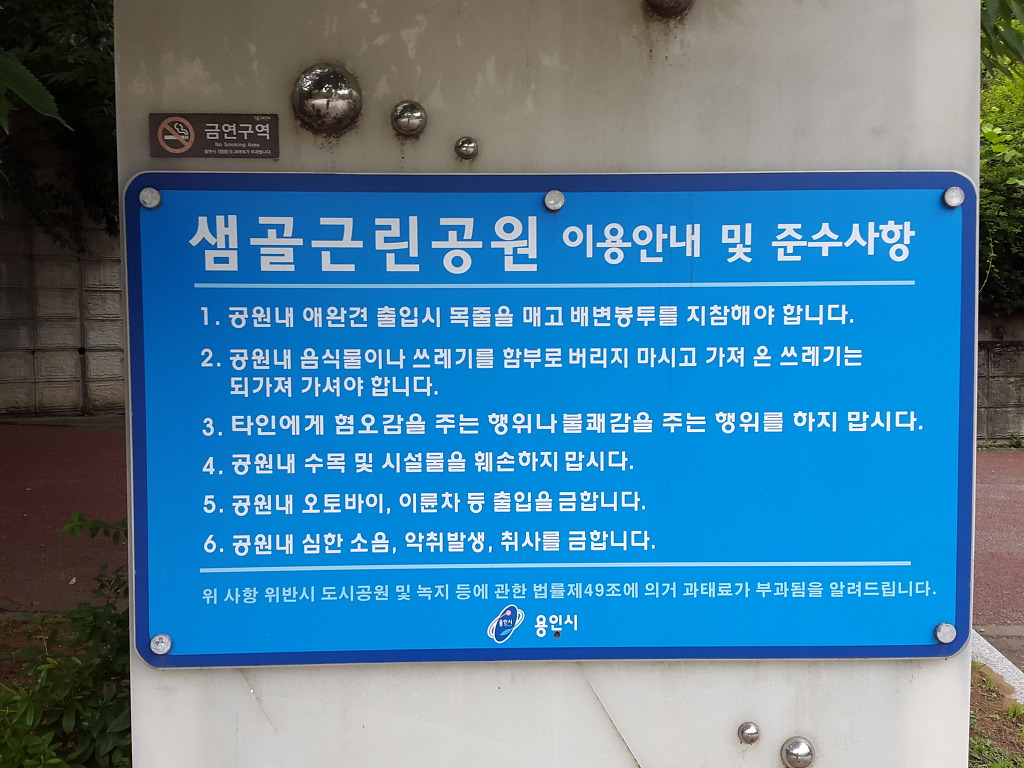 금연구역
No Smoking Area
샘골근린공원 이용안내 및 준수사항
1. 공원내 애완견 출입시 목줄을 매고 배변봉투를 지참해야 합니다.
2. 공원내 음식물이나 쓰레기를 함부로 버리지 마시고 가져 온 쓰레기는
되가져 가셔야 합니다.
3. 타인에게 혐오감을 주는 행위나 불쾌감을 주는 행위를 하지 맙시다.
4. 공원내 수목 및 시설물을 훼손하지 맙시다.
5. 공원내 오토바이, 이륜차 등 출입을 금합니다.
6. 공원내 심한 소음, 악취발생, 취사를 금합니다.
위 사항 위반시 도시공원 및 녹지 등에 관한 법률제49조에 의거 과태료가 부과됨을 알려드립니다.
용인시 용인시